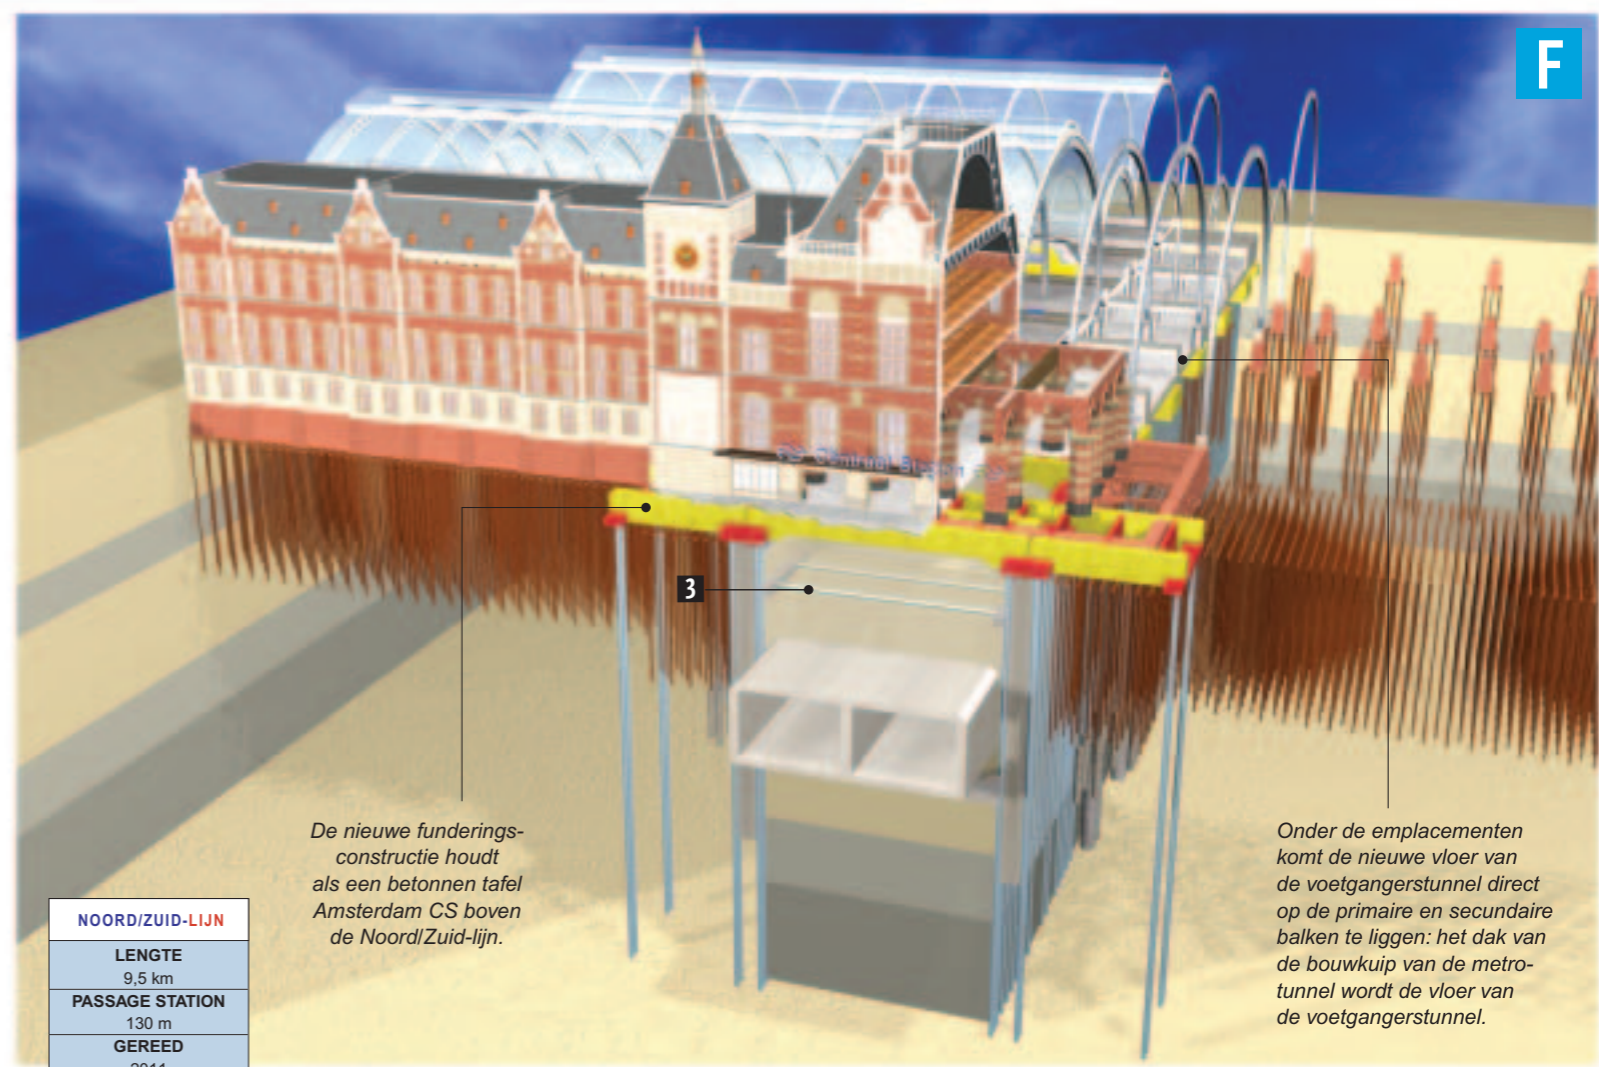 F
Centraal Station
3
De nieuwe funderings-
constructie houdt
als een betonnen tafel
Amsterdam CS boven
de Noord/Zuid-lijn.
Onder de emplacementen
komt de nieuwe vloer van
de voetgangerstunnel direct
op de primaire en secundaire
balken te liggen: het dak van
de bouwkuip van de metro-
tunnel wordt de vloer van
de voetgangerstunnel.
NOORD/ZUID-LIJN
LENGTE
9,5 km
PASSAGE STATION
130 m
GEREED
2011